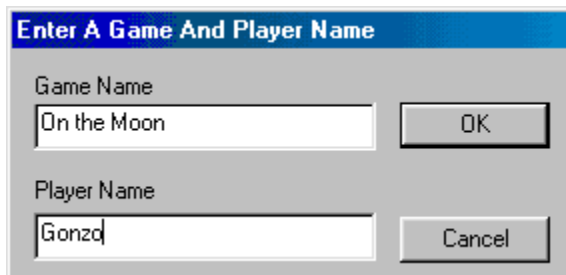 Enter A Game And Player Name
Game Name
On the Moon
OK
Player Name
Gonzo
Cancel